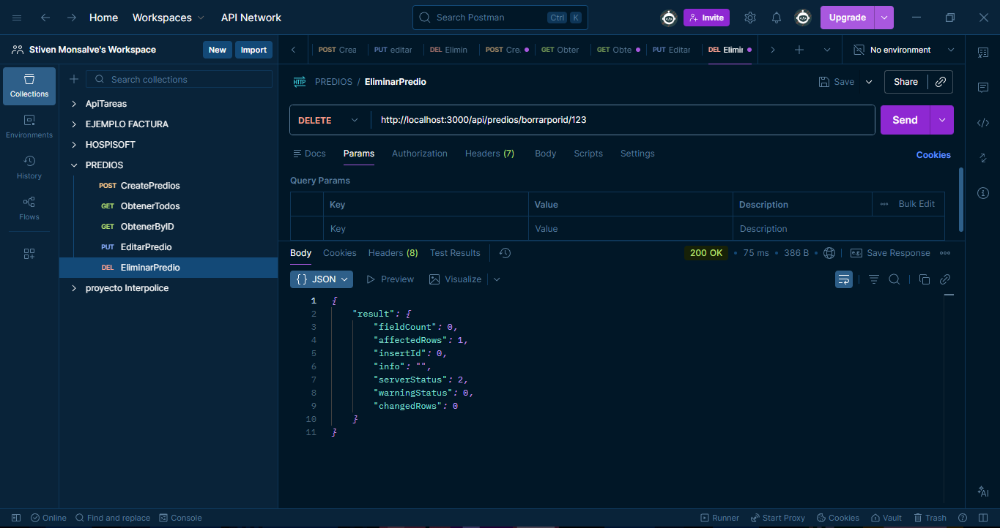 Home Workspaces API Network Search Postman Ctrl K Invite Upgrade
Stiven Monsalve's Workspace New Import POST Crea PUT editar DEL Elimin POST Cre GET Obter GET Obte PUT Editar DEL Elimir No environment
Collections
Environments
History
Flows
Search collections
ApiTareas
EJEMPLO FACTURA
HOSPISOFT
PREDIOS
POST CreatePredios
GET ObtenerTodos
GET ObtenerByID
PUT EditarPredio
DEL EliminarPredio
proyecto Interpolice
HTTP PREDIOS / EliminarPredio Save Share
DELETE http://localhost:3000/api/predios/borrarporid/123 Send
Docs Params Authorization Headers (7) Body Scripts Settings Cookies
Query Params
Key Value Description Bulk Edit
Key Value Description
Body Cookies Headers (8) Test Results 200 OK • 75 ms • 386 B • e.g. Save Response
{} JSON Preview Visualize
1 {
2 "result": {
3 "fieldCount": 0,
4 "affectedRows": 1,
5 "insertId": 0,
6 "info": "",
7 "serverStatus": 2,
8 "warningStatus": 0,
9 "changedRows": 0
10 }
11 }
AI
Online Find and replace Console Runner Start Proxy Cookies Vault Trash